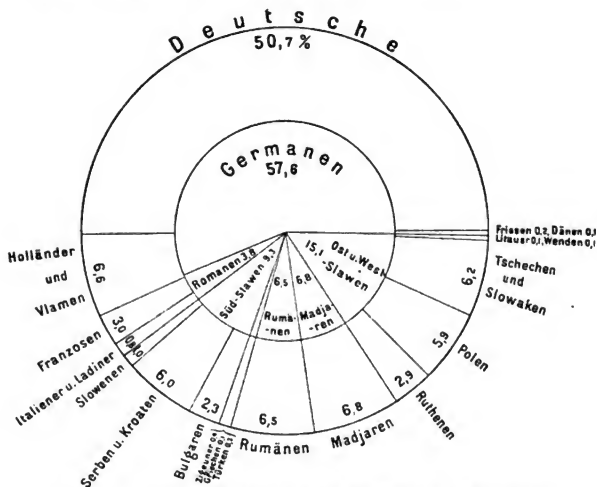 Deutsche
50,7%
Germanen
57,6
Friesen 0,2, Dänen 0,1
Litauer 0,1, Wenden 0,1
Tschechen
und
Slowaken
6,2
Polen
5,9
Ruthenen
2,9
Madjaren
6,8
Rumänen
6,5
Türken
Bulgaren
2,3
Serben u. Kroaten
6,0
Slowenen
Italiener u. Ladiner
Franzosen
3,0
Holländer
und
Vlamen
6,6
Romanen 3,8
Süd-Slawen 9,3
6,5
Rumä-
-nen
6,8
Madja-
-ren
15,1
Ost u. West
-Slawen